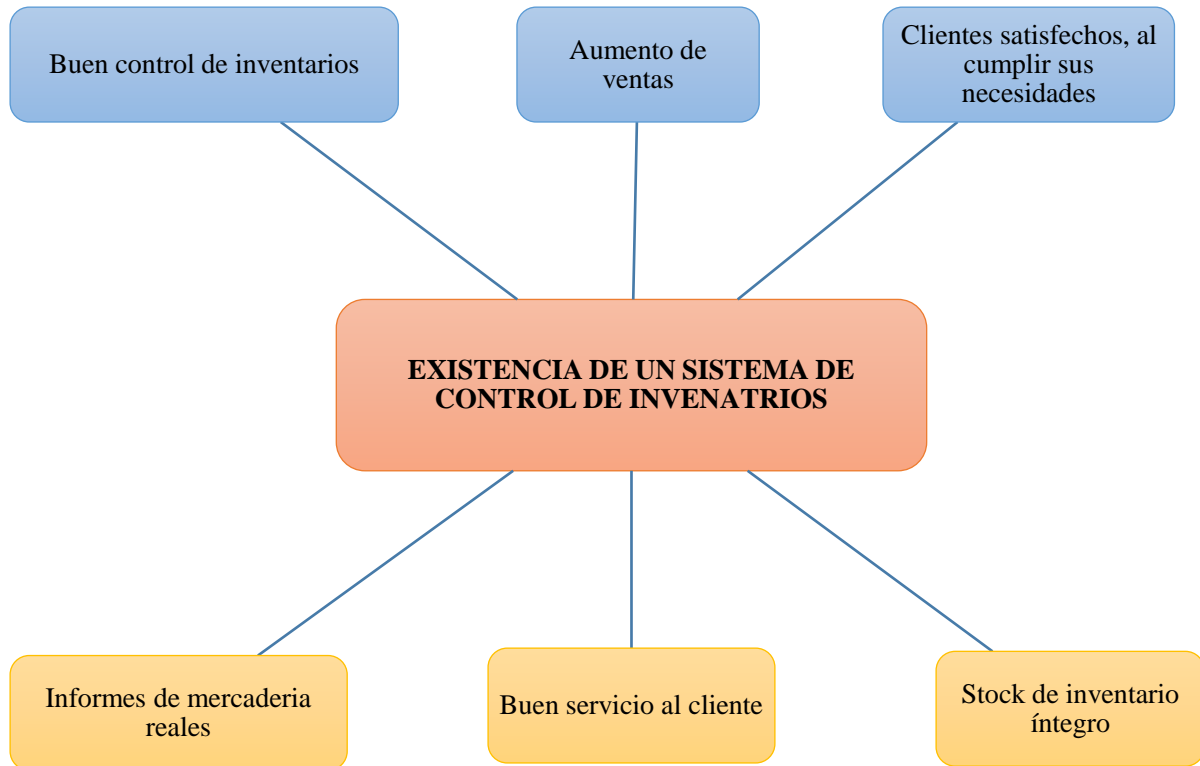 Buen control de inventarios
Aumento de
ventas
Clientes satisfechos, al
cumplir sus
necesidades
EXISTENCIA DE UN SISTEMA DE
CONTROL DE INVENATRIOS
Informes de mercaderia
reales
Buen servicio al cliente
Stock de inventario
íntegro